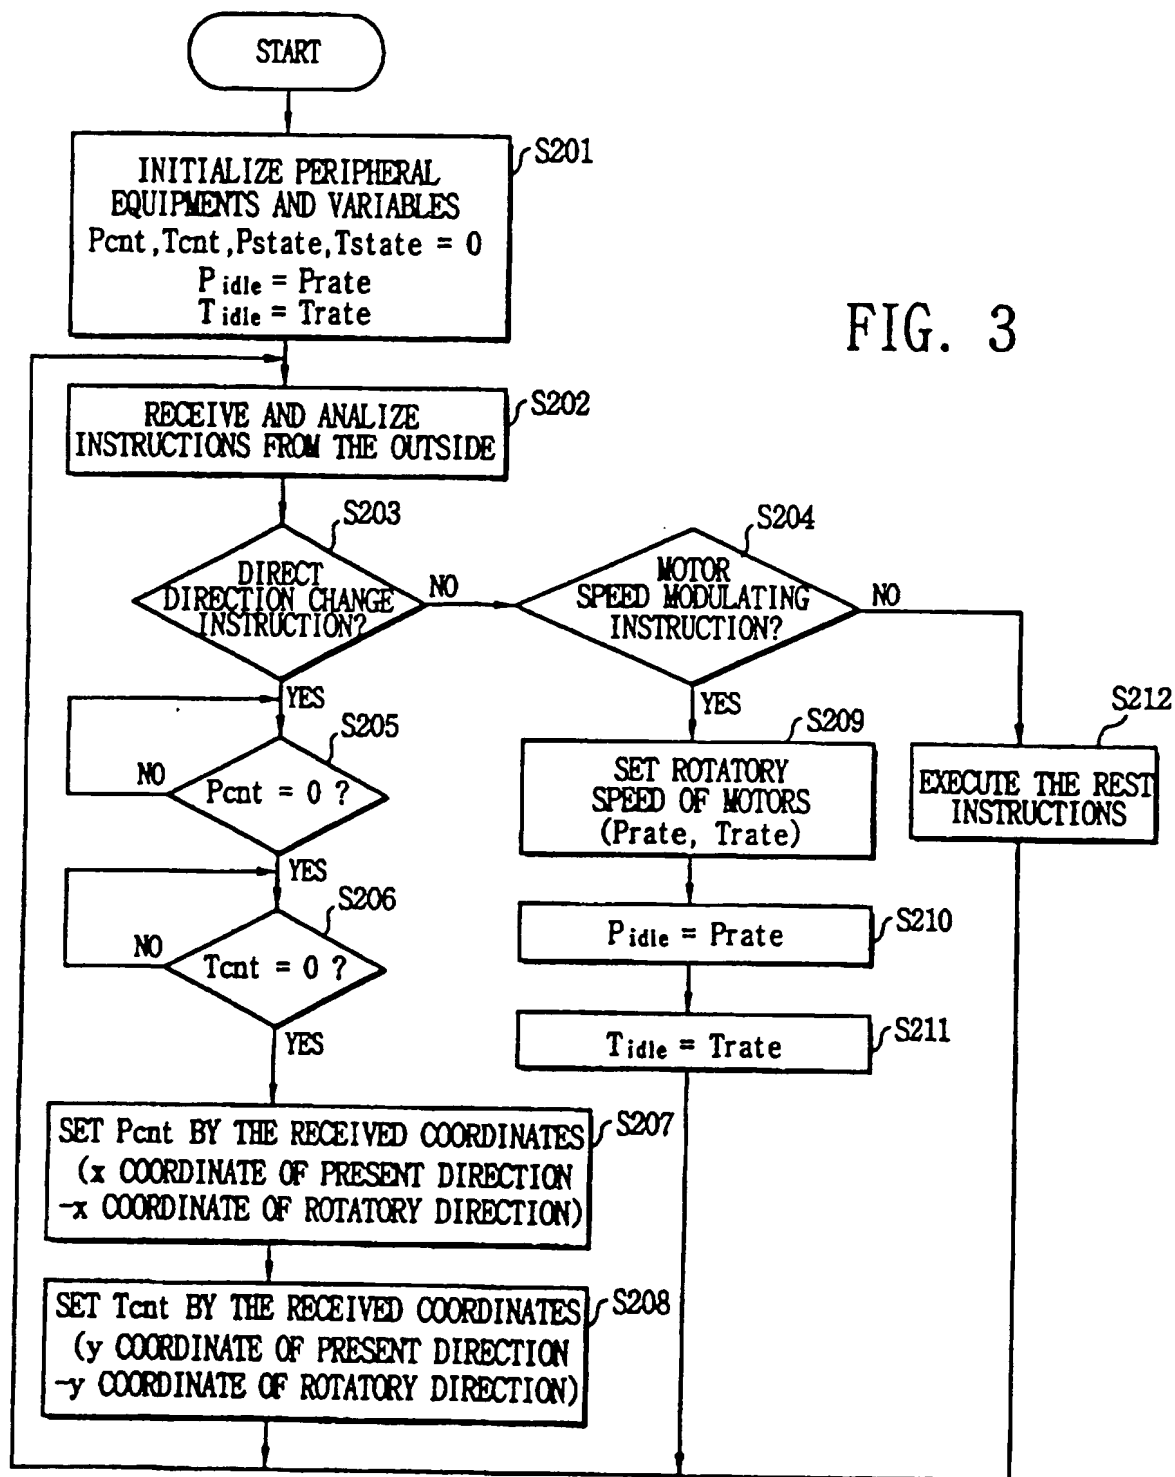 START
S201
INITIALIZE PERIPHERAL
EQUIPMENTS AND VARIABLES
Pcnt,Tcnt,Pstate,Tstate = 0
Pidle = Prate
Tidle = Trate
FIG. 3
S202
RECEIVE AND ANALIZE
INSTRUCTIONS FROM THE OUTSIDE
S203
DIRECT
DIRECTION CHANGE
INSTRUCTION?
NO
S204
MOTOR
SPEED MODULATING
INSTRUCTION?
NO
YES
S205
Pcnt = 0 ?
NO
YES
S206
Tcnt = 0 ?
NO
YES
YES
S209
SET ROTATORY
SPEED OF MOTORS
(Prate, Trate)
S212
EXECUTE THE REST
INSTRUCTIONS
S210
Pidle = Prate
S211
Tidle = Trate
S207
SET Pcnt BY THE RECEIVED COORDINATES
(x COORDINATE OF PRESENT DIRECTION
-x COORDINATE OF ROTATORY DIRECTION)
S208
SET Tcnt BY THE RECEIVED COORDINATES
(y COORDINATE OF PRESENT DIRECTION
-y COORDINATE OF ROTATORY DIRECTION)